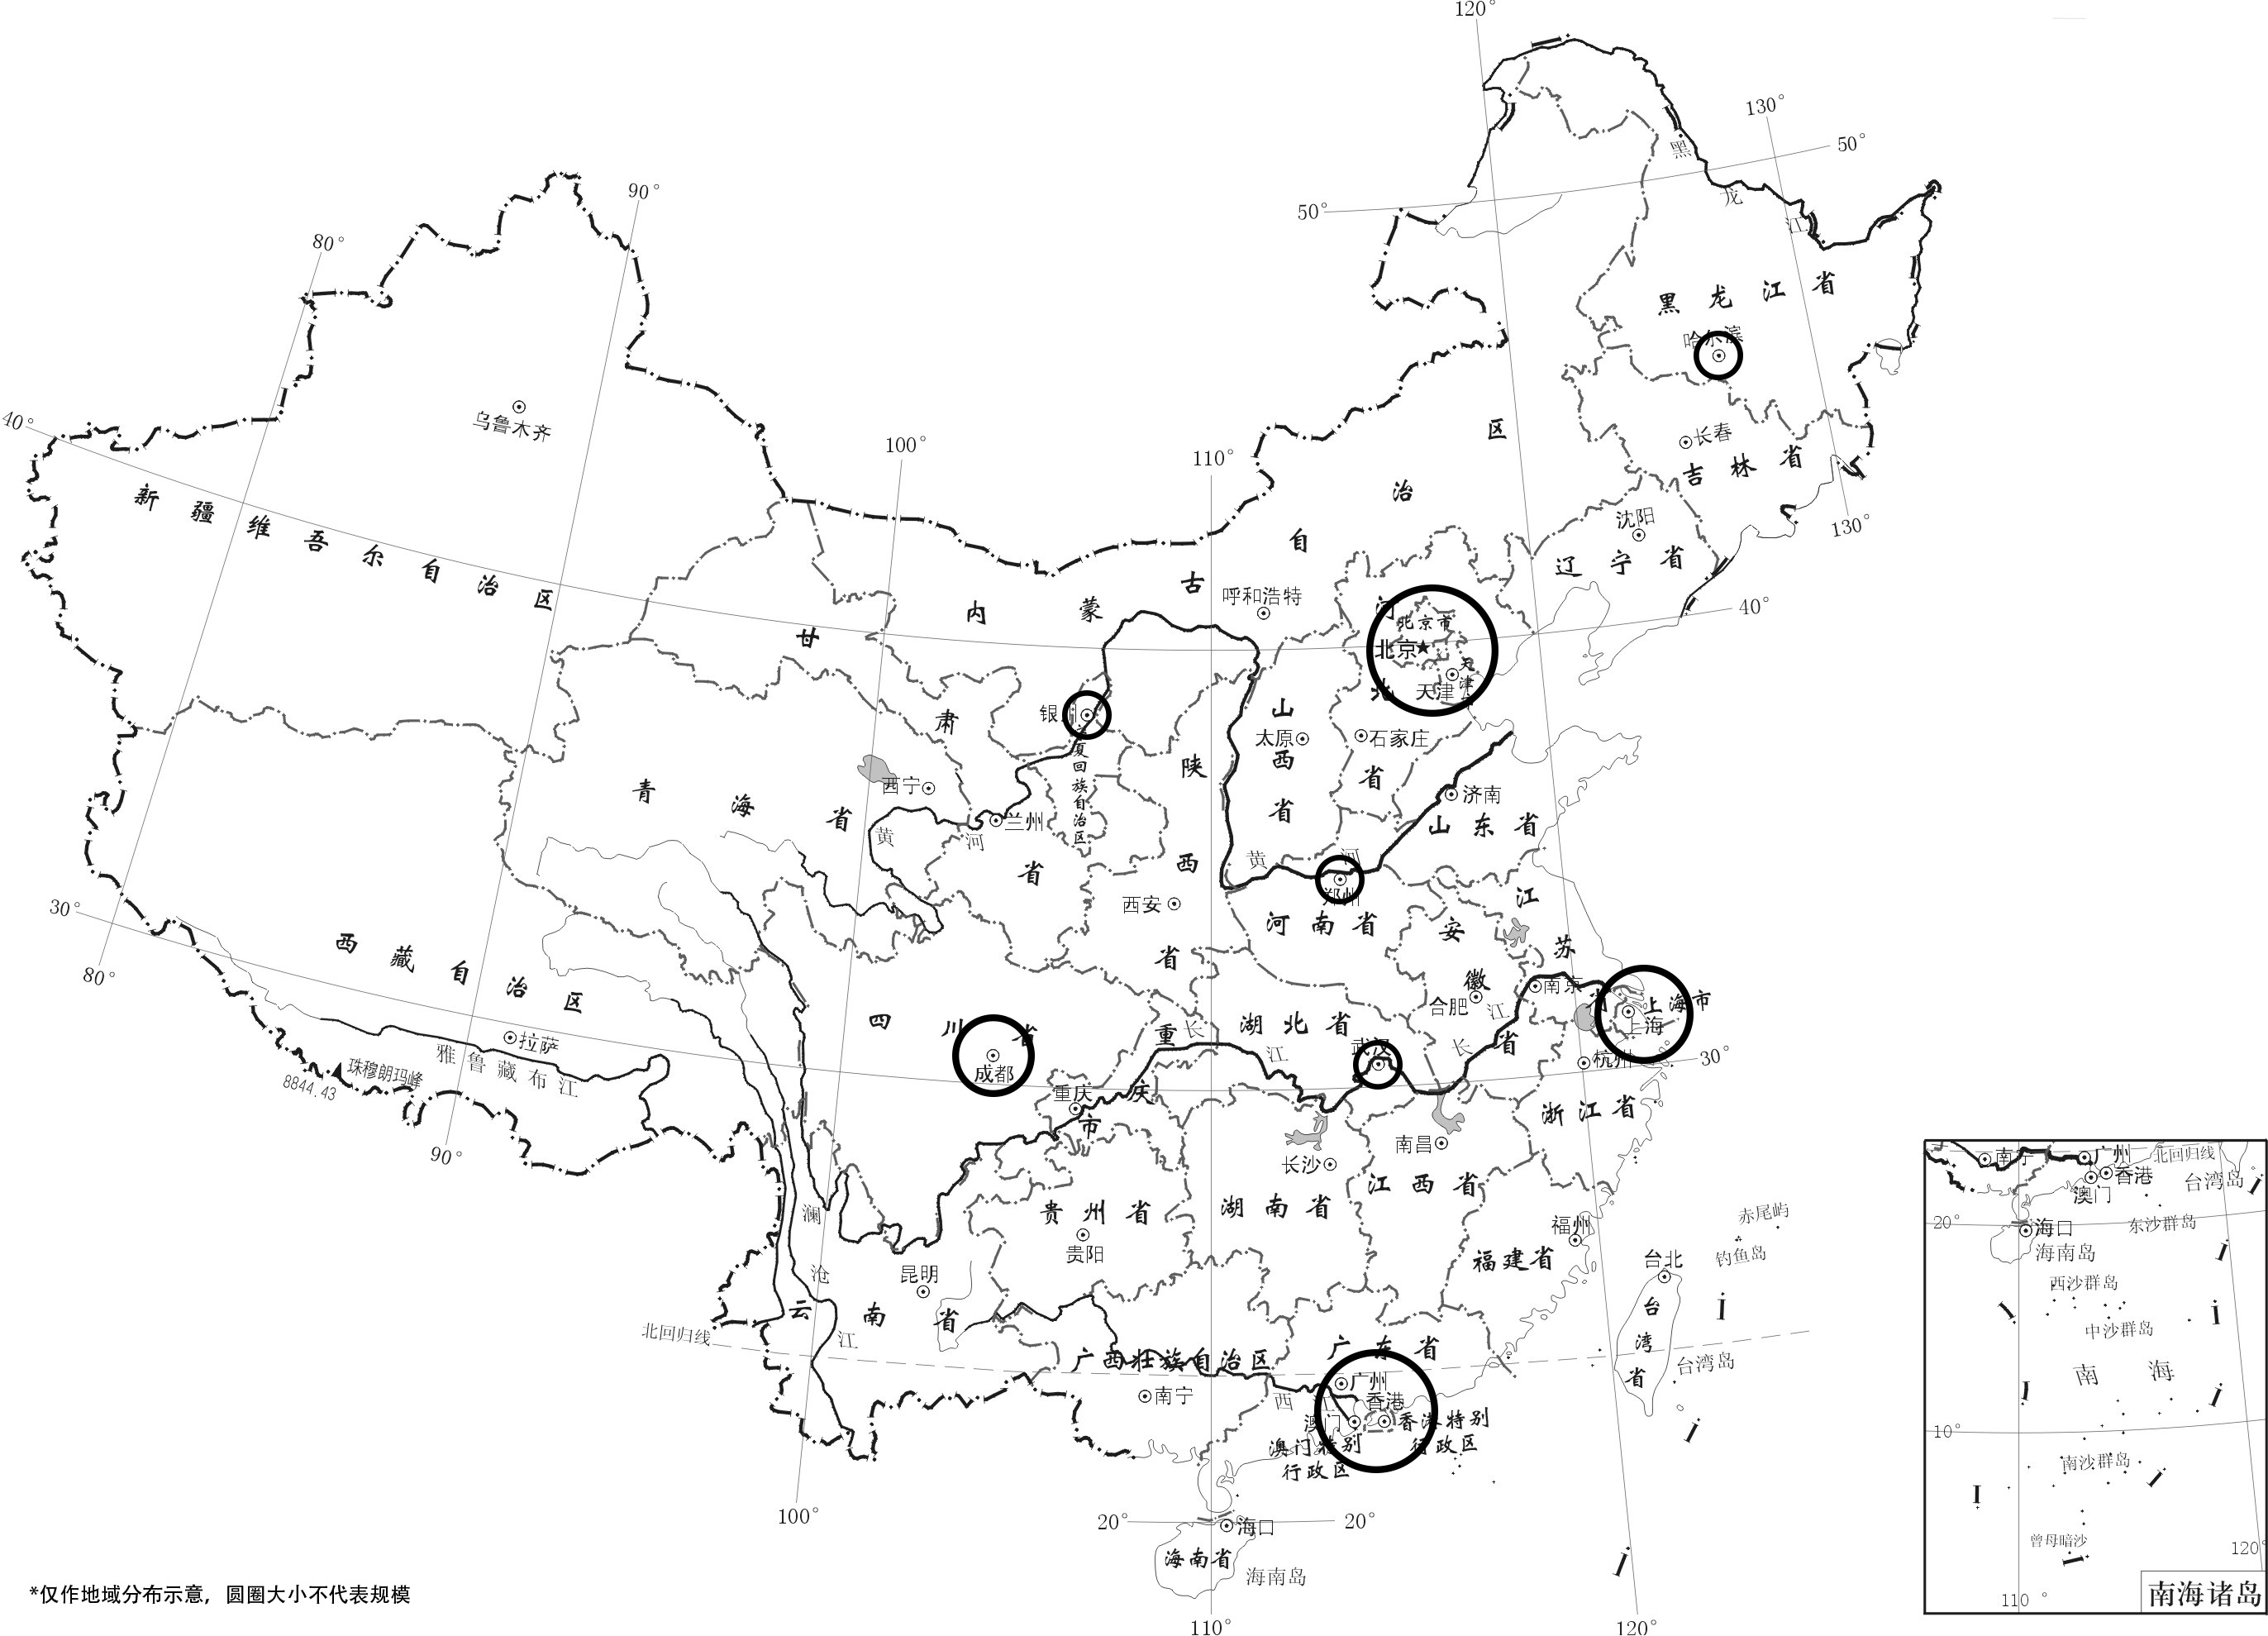 120°
130°
50°
50°
黑
龙
江
90°
80°
黑龙江省
哈尔滨
40°
乌鲁木齐
100°
110°
区
长春
吉林省
新疆维吾尔自治区
治
自
古
蒙
内
沈阳
辽宁省
130°
呼和浩特
河
北京市
北京
天津
天津
北
省
40°
甘
肃
省
银川
宁夏回族自治区
山
西
省
太原
石家庄
陕
西
省
青海省
西宁
兰州
黄
河
济南
山东省
黄
河
郑州
西安
河南省
安
徽
省
江
苏
省
30°
80°
西藏自治区
拉萨
雅鲁藏布江
珠穆朗玛峰
8844.43
90°
四川省
成都
重
庆
市
重庆
长
江
湖北省
武汉
合肥
江
长
南京
上海市
上海
杭州
30°
浙江省
南昌
长沙
江西省
湖南省
贵州省
贵阳
福州
福建省
赤尾屿
钓鱼岛
台北
台
湾
省
台湾岛
澜
沧
江
昆明
云南省
北回归线
广西壮族自治区
南宁
广东省
广州
西
江
香港
澳门
香港特别
行政区
澳门特别
行政区
100°
20°
20°
海口
海南省
海南岛
110°
120°
南宁
广州
香港
澳门
北回归线
台湾岛
20°
海口
海南岛
东沙群岛
西沙群岛
中沙群岛
南海
10°
南沙群岛
曾母暗沙
110°
120°
南海诸岛
*仅作地域分布示意，圆圈大小不代表规模